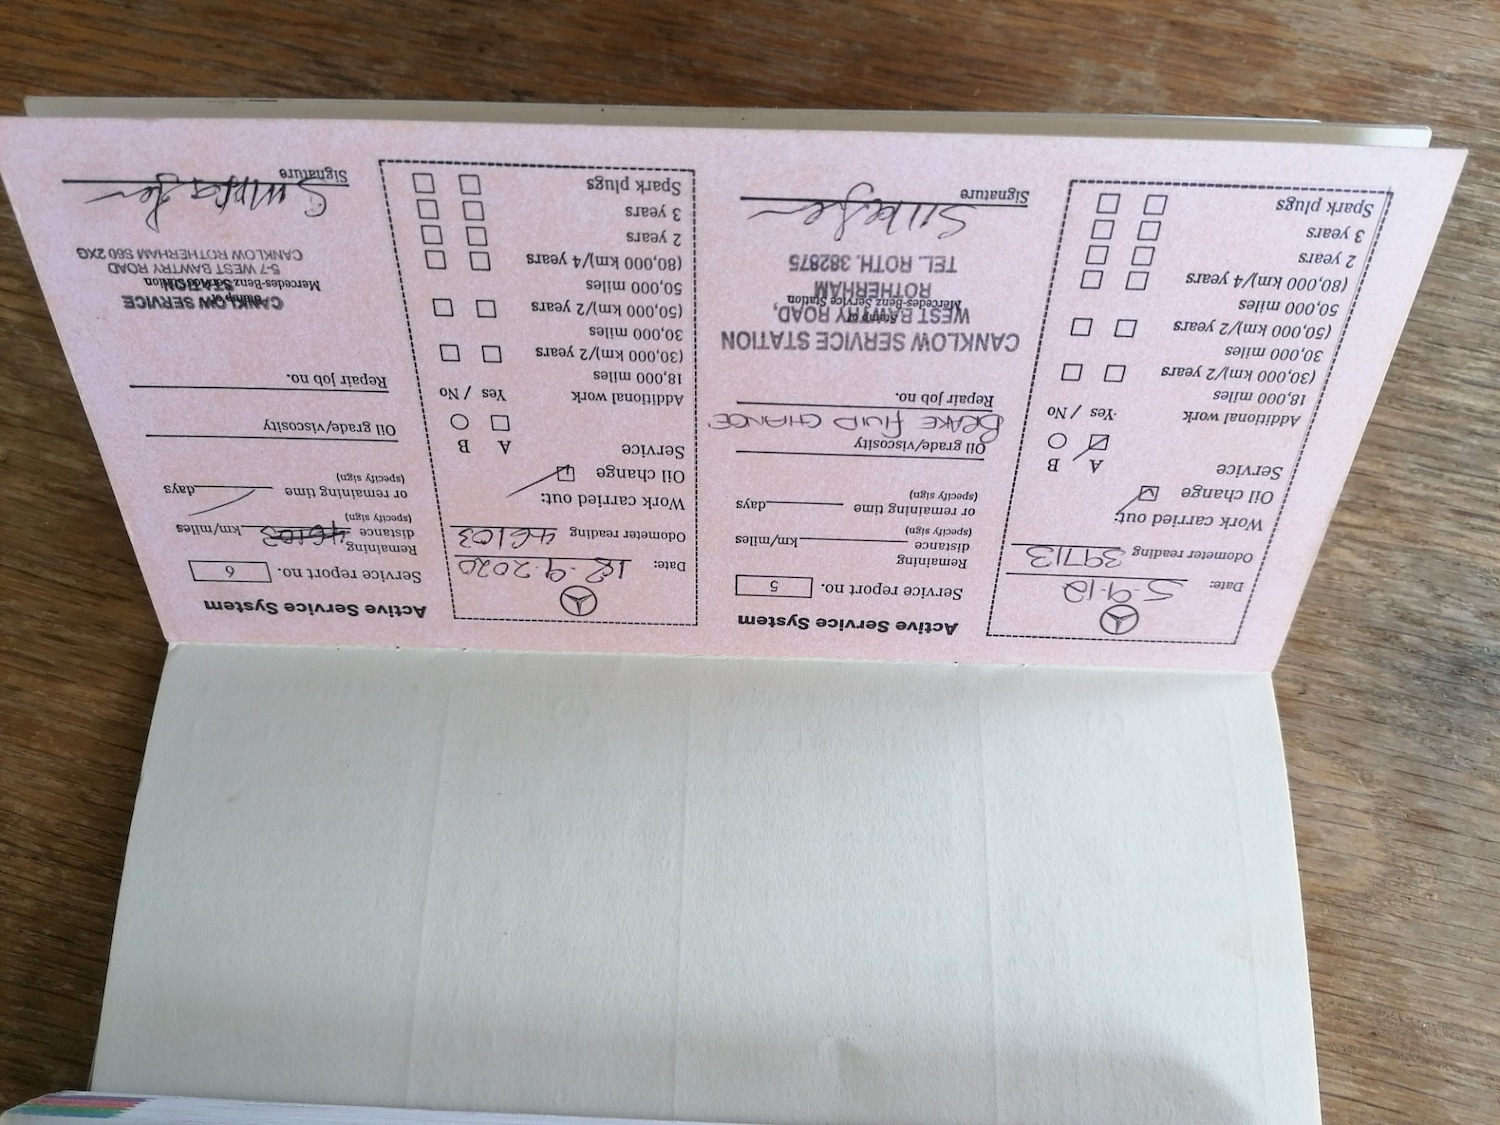 Active Service System
Service report no. 5
Remaining
distance km/miles
(specify sign)
or remaining time days
(specify sign)
Oil grade/viscosity
BRAKE FLUID CHANGE
Repair job no.
CANKLOW SERVICE STATION
WEST BAWTRY ROAD,
ROTHERHAM
TEL. ROTH. 382875
Stamp of
Mercedes-Benz Service Station
Signature
Date: 5.9.12
Odometer reading 39713
Work carried out:
Oil change
Service A B
Additional work Yes / No
18,000 miles
(30,000 km)/2 years
30,000 miles
(50,000 km)/2 years
50,000 miles
(80,000 km)/4 years
2 years
3 years
Spark plugs
Active Service System
Service report no. 6
Remaining
distance 46103 km/miles
(specify sign)
or remaining time days
(specify sign)
Oil grade/viscosity
Repair job no.
CANKLOW SERVICE
STATION
5-7 WEST BAWTRY ROAD
CANKLOW ROTHERHAM S60 2XG
Stamp of
Mercedes-Benz Service Station
Signature
Date: 18.9.2020
Odometer reading 46103
Work carried out:
Oil change
Service A B
Additional work Yes / No
18,000 miles
(30,000 km)/2 years
30,000 miles
(50,000 km)/2 years
50,000 miles
(80,000 km)/4 years
2 years
3 years
Spark plugs